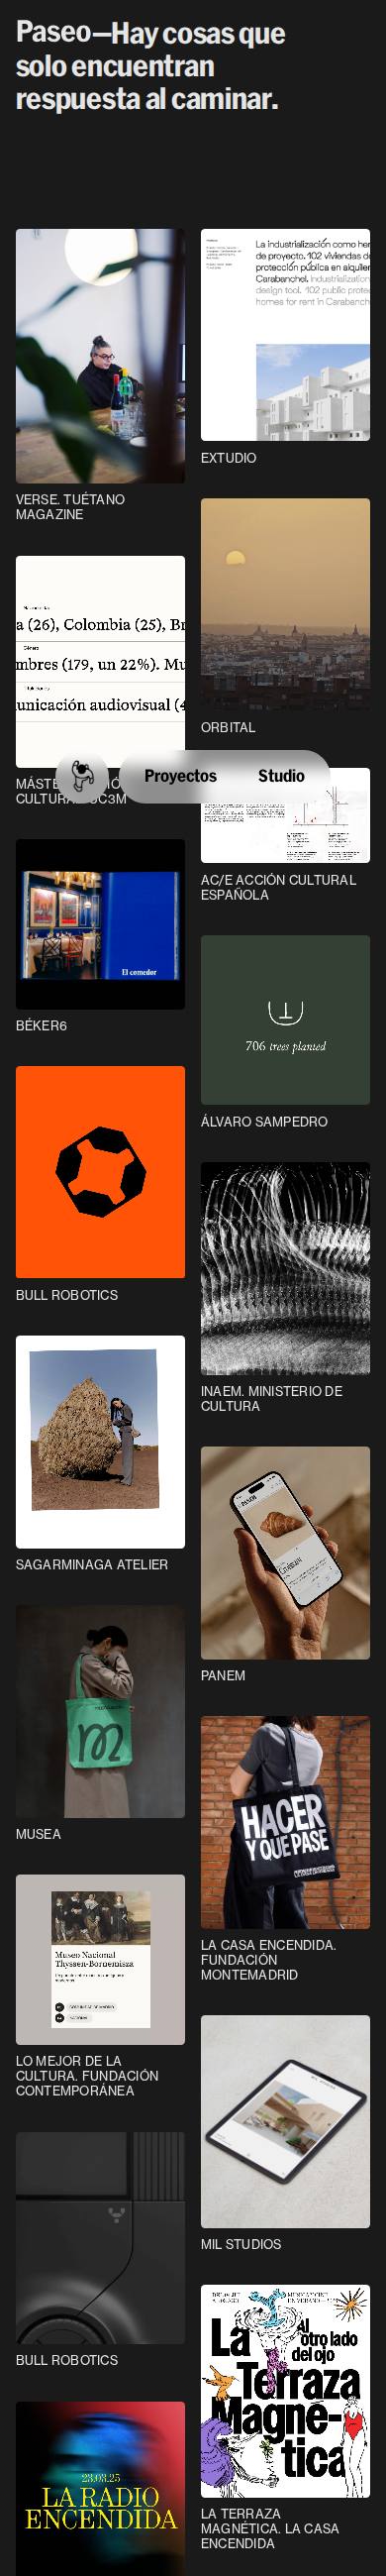 Paseo—Hay cosas que
solo encuentran
respuesta al caminar.
VERSE. TUÉTANO
MAGAZINE
La industrialización como her
de proyecto. 102 viviendas de
protección pública en alquiler
Carabanchel. Industrialization
design tool. 102 public prote
homes for rent in Carabanch
EXTUDIO
a (26), Colombia (25), Br
Género
mbres (179, un 22%). Mu
unicación audiovisual (4
ORBITAL
Proyectos
Studio
CULTURA
AC/E ACCIÓN CULTURAL
ESPAÑOLA
El comedor
BÉKER6
706 trees planted
ÁLVARO SAMPEDRO
BULL ROBOTICS
INAEM. MINISTERIO DE
CULTURA
SAGARMINAGA ATELIER
PANEM
m
MUSEA
HACER
Y QUE PASE
LA CASA ENCENDIDA.
FUNDACIÓN
MONTEMADRID
Museo Nacional
Thyssen-Bornemisza
LO MEJOR DE LA
CULTURA. FUNDACIÓN
CONTEMPORÁNEA
MIL STUDIOS
BULL ROBOTICS
La
Al
otro lado
del ojo
Terraza
Magné-
tica
LA TERRAZA
MAGNÉTICA. LA CASA
ENCENDIDA
23.03.25
LA RADIO
ENCENDIDA